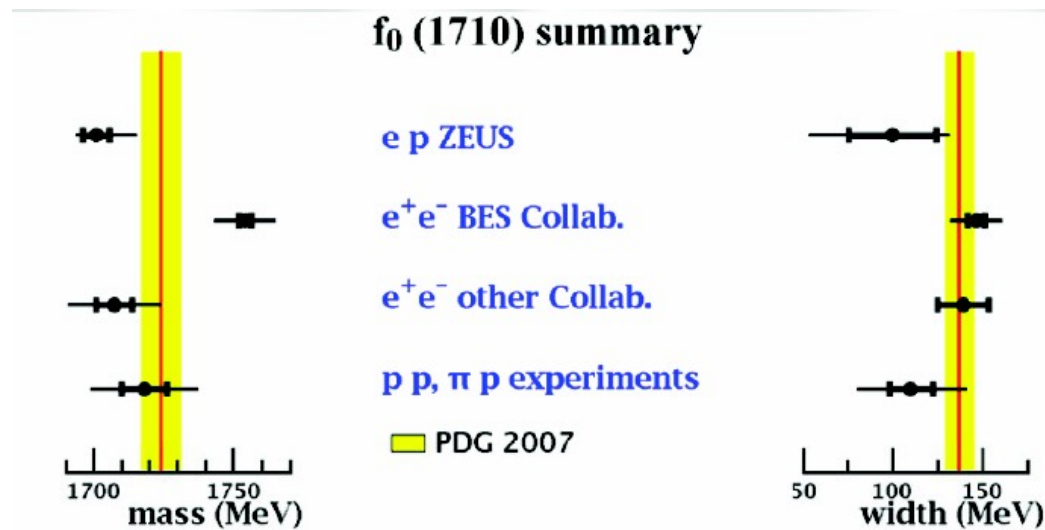 f₀ (1710) summary
e p ZEUS
e⁺e⁻ BES Collab.
e⁺e⁻ other Collab.
p p, π p experiments
PDG 2007
1700 1750
mass (MeV)
50 100 150
width (MeV)